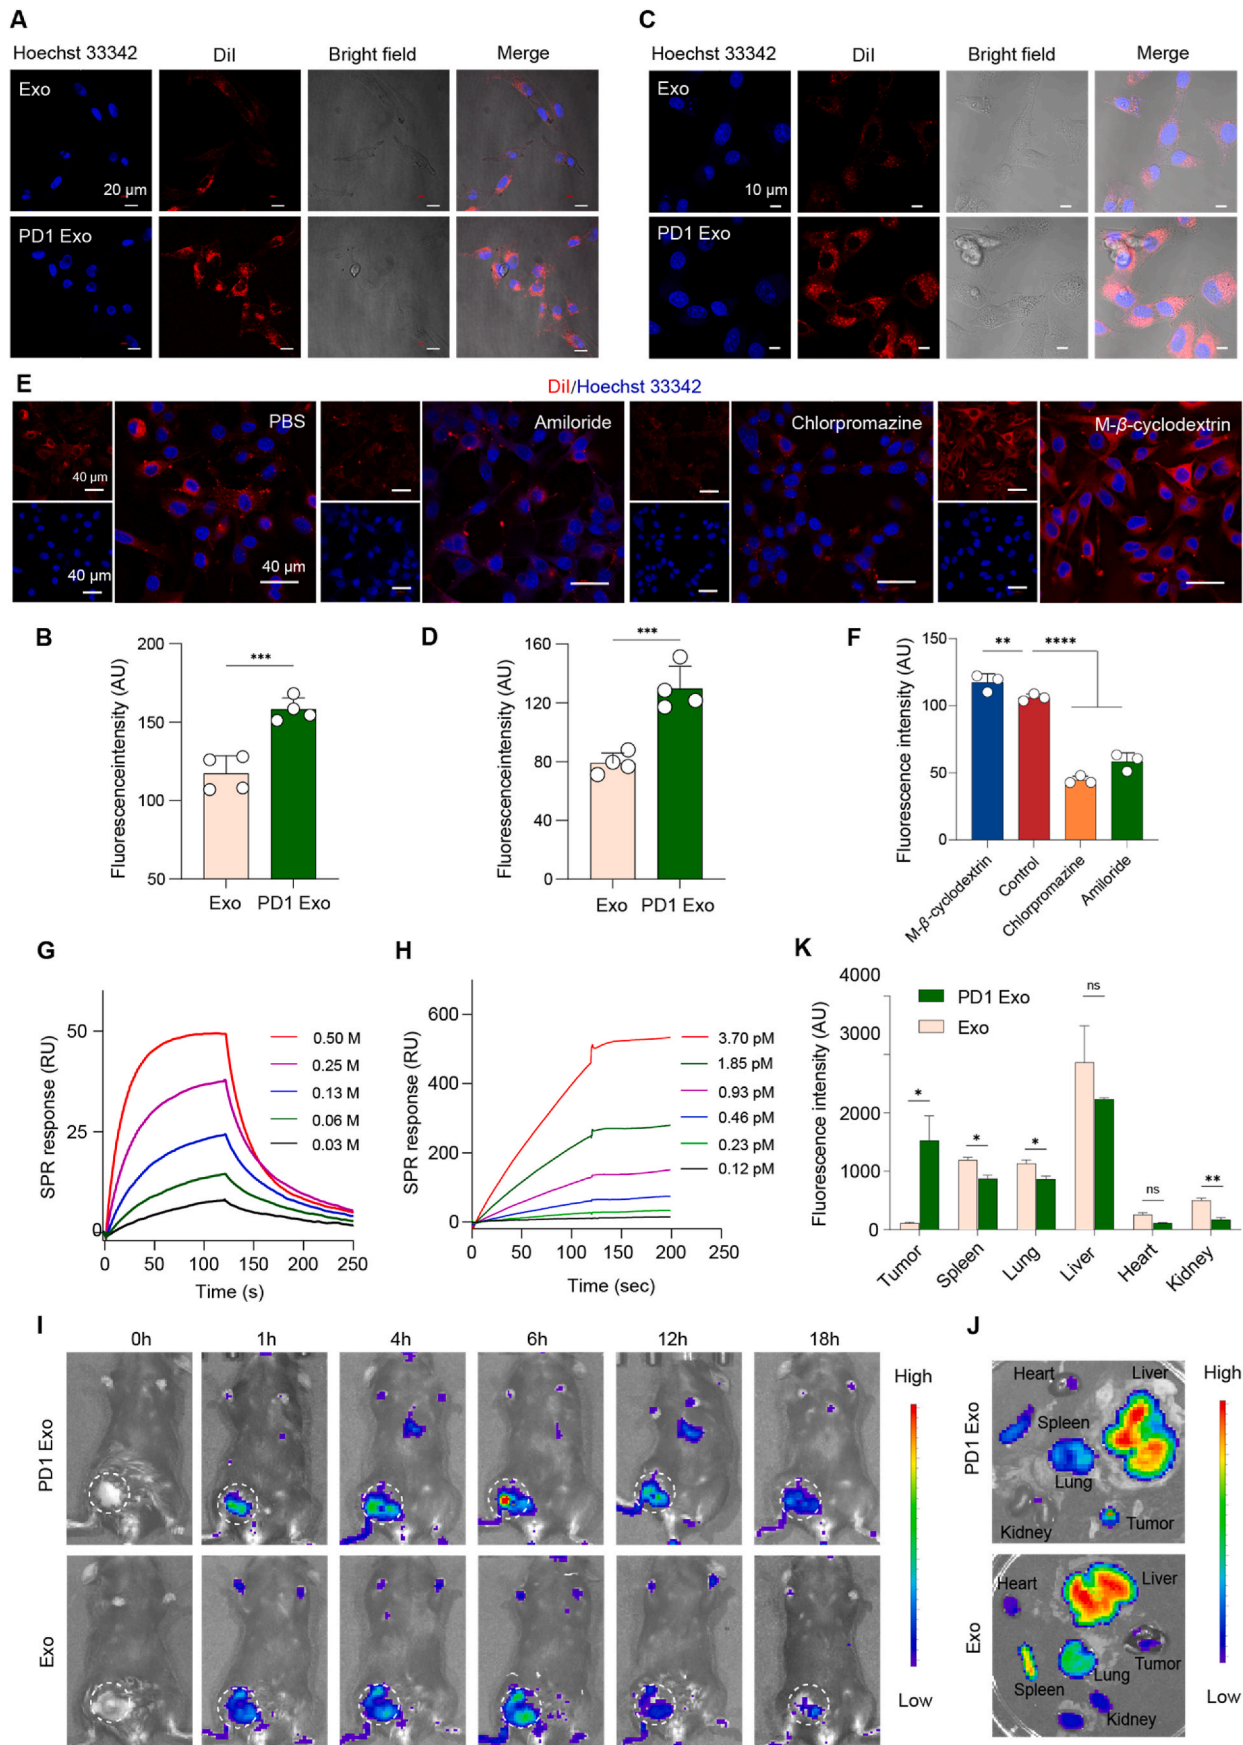 A
Hoechst 33342 DiI Bright field Merge
Exo
20 μm
PD1 Exo
C
Hoechst 33342 DiI Bright field Merge
Exo
10 μm
PD1 Exo
E
DiI/Hoechst 33342
PBS
40 μm
40 μm
40 μm
Amiloride
Chlorpromazine
M-β-cyclodextrin
B
Fluorescenceintensity (AU)
200
150
100
50
***
Exo PD1 Exo
D
Fluorescenceintensity (AU)
160
120
80
40
0
***
Exo PD1 Exo
F
Fluorescence intensity (AU)
150
100
50
0
** ****
M-β-cyclodextrin
Control
Chlorpromazine
Amiloride
G
SPR response (RU)
50
25
0
0.50 M
0.25 M
0.13 M
0.06 M
0.03 M
0 50 100 150 200 250
Time (s)
H
SPR response (RU)
600
400
200
0
3.70 pM
1.85 pM
0.93 pM
0.46 pM
0.23 pM
0.12 pM
0 50 100 150 200
Time (sec)
K
Fluorescence intensity (AU)
4000
3000
2000
1000
0
PD1 Exo
Exo
* * * ns ns **
Tumor
Spleen
Lung
Liver
Heart
Kidney
I
0h 1h 4h 6h 12h 18h
PD1 Exo
Exo
High
Low
J
PD1 Exo
Heart
Liver
Spleen
Lung
Kidney
Tumor
Exo
Heart
Liver
Tumor
Lung
Spleen
Kidney
High
Low